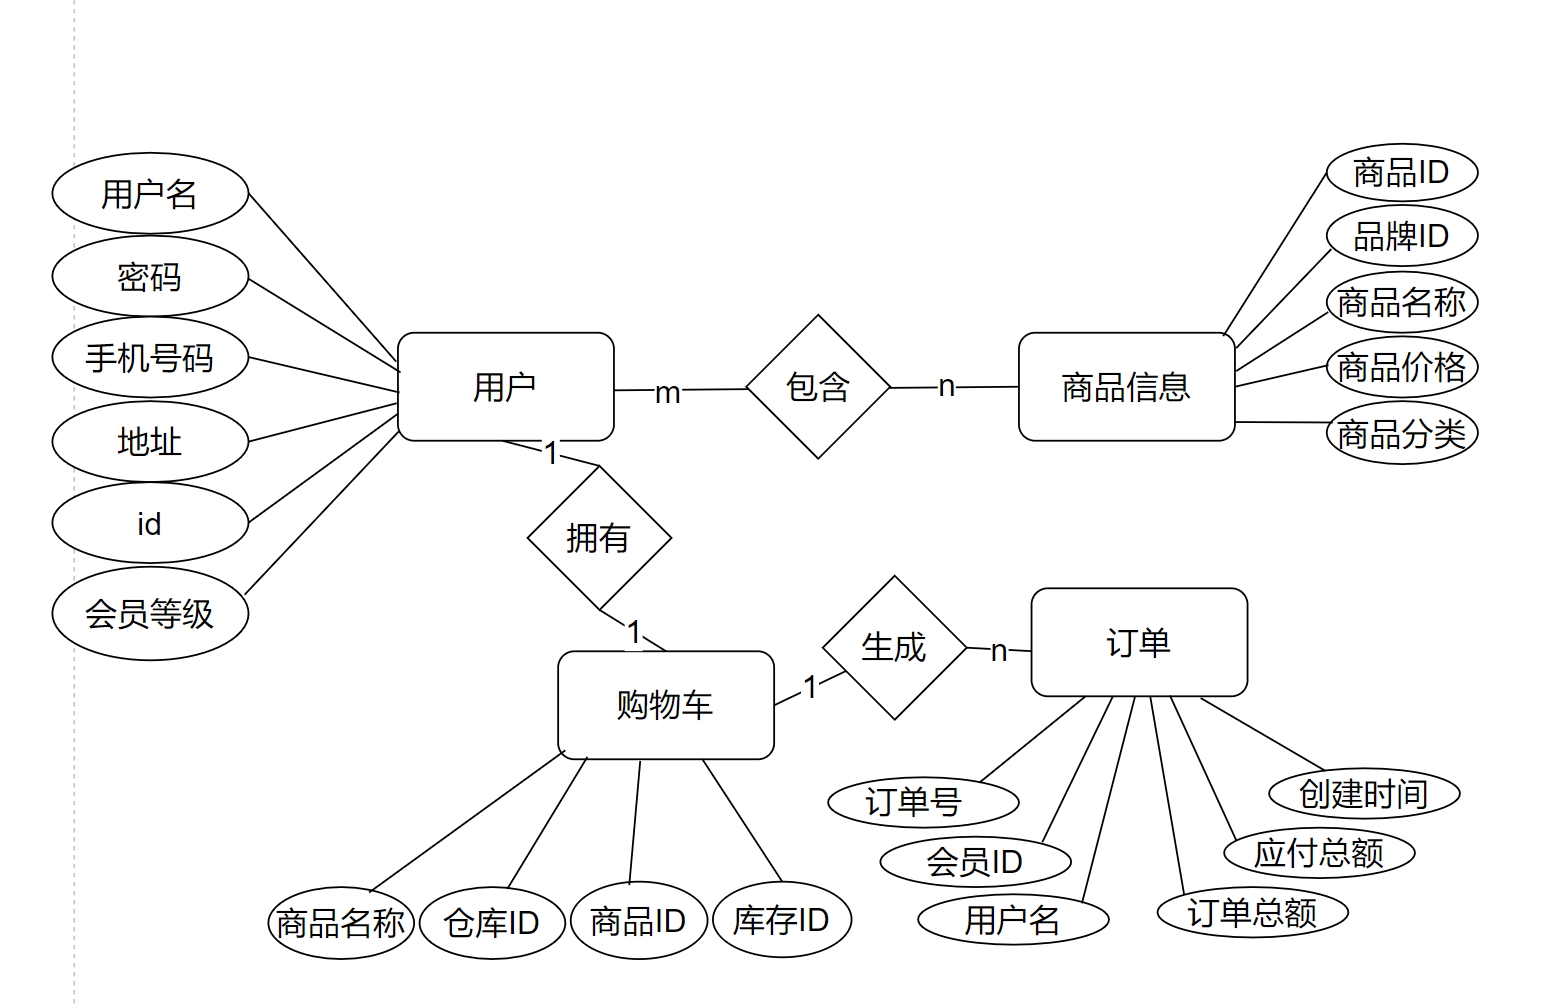 用户名
密码
手机号码
地址
id
会员等级
用户
m
包含
n
商品信息
商品ID
品牌ID
商品名称
商品价格
商品分类
1
拥有
1
购物车
1
生成
n
订单
商品名称
仓库ID
商品ID
库存ID
订单号
会员ID
用户名
订单总额
应付总额
创建时间